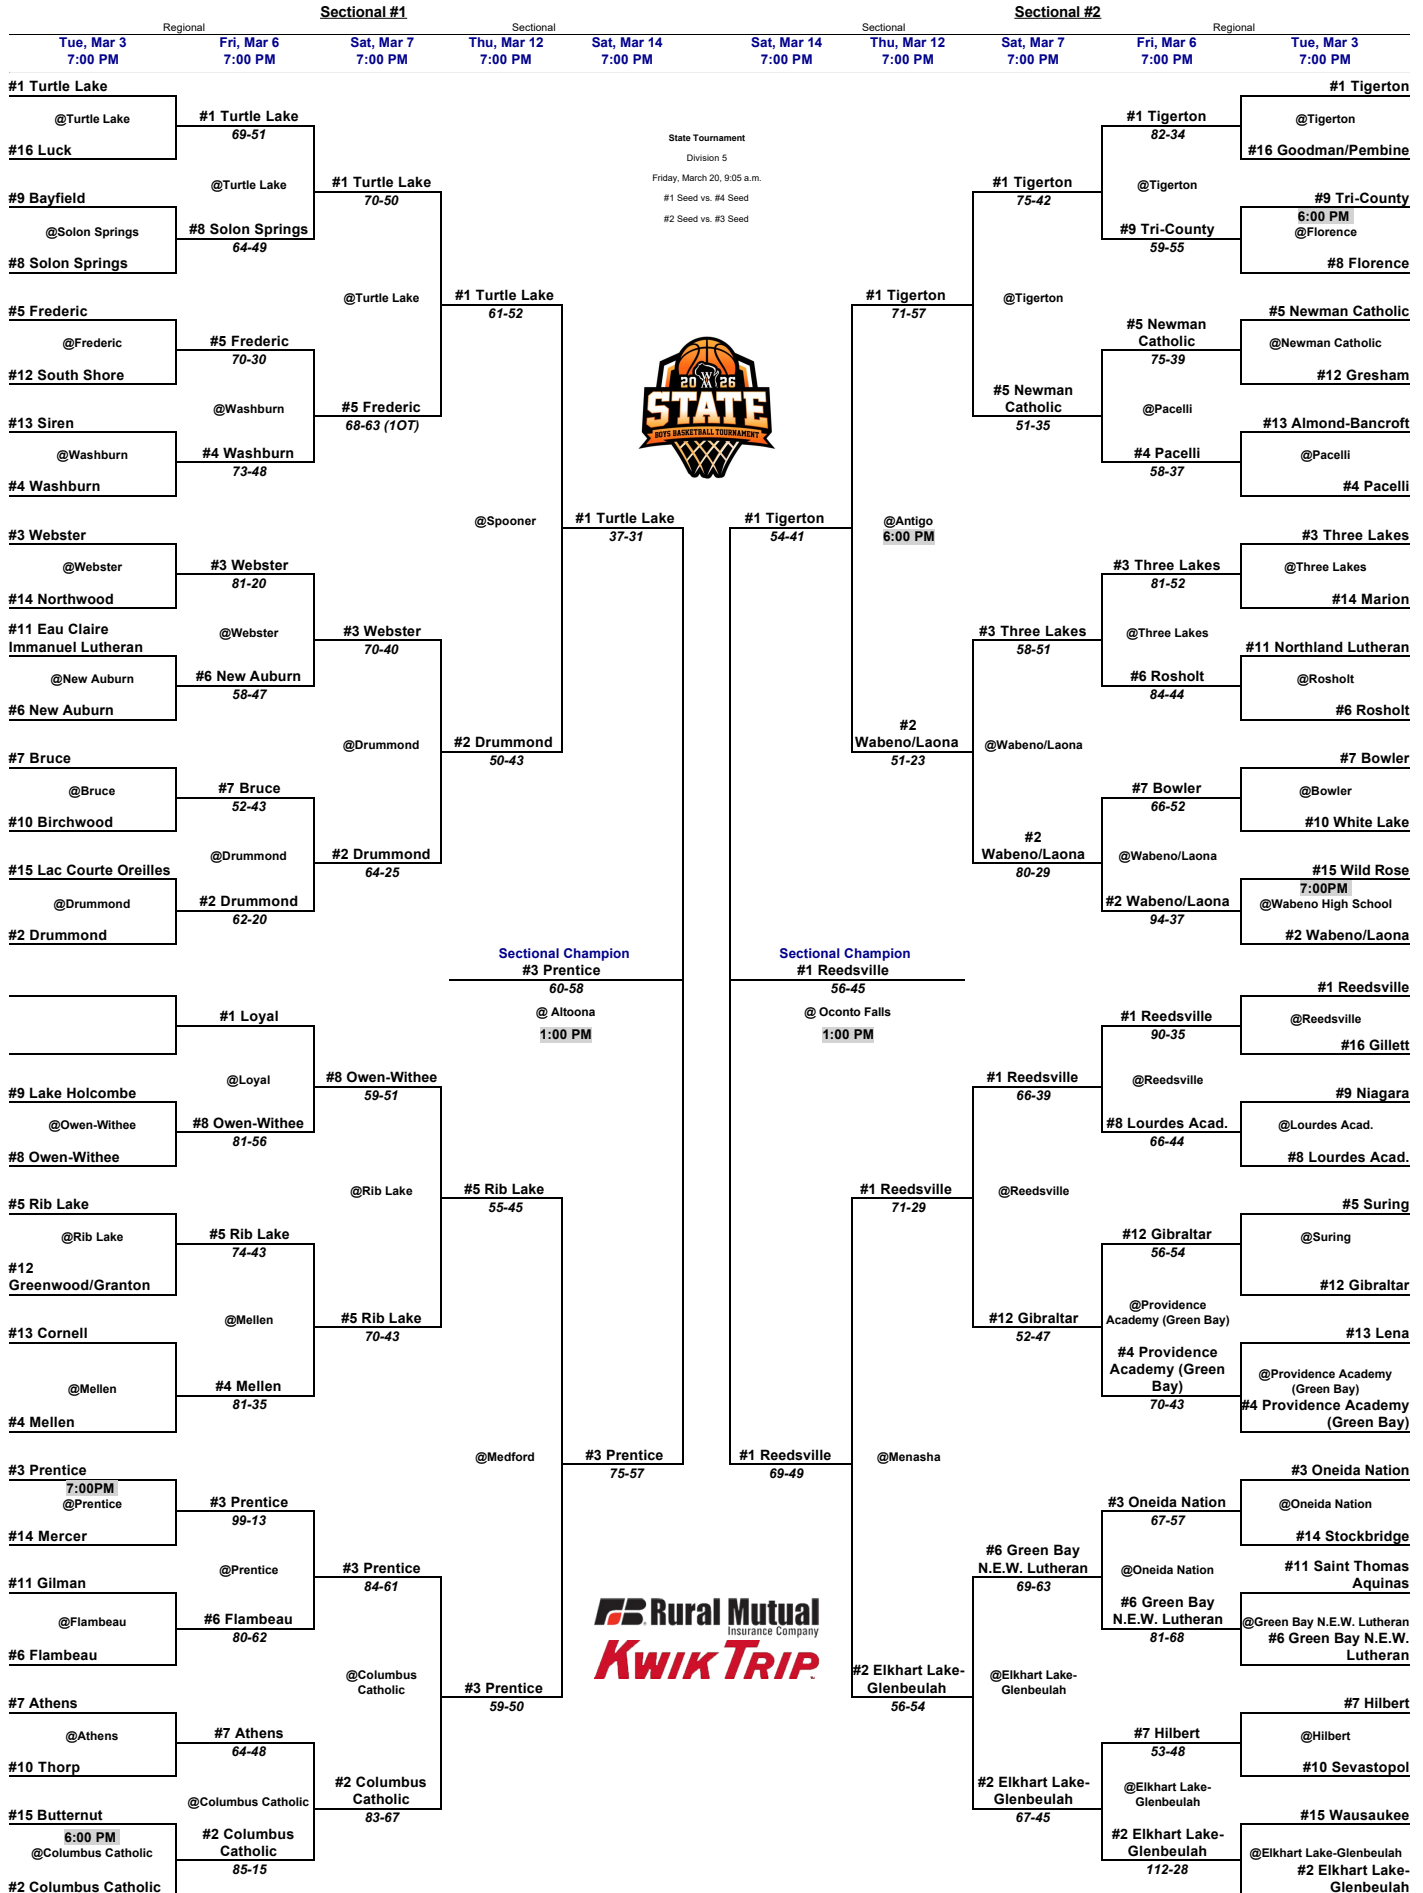 Sectional #1
Sectional #2
Regional
Sectional
Sectional
Regional
Tue, Mar 3
7:00 PM
Fri, Mar 6
7:00 PM
Sat, Mar 7
7:00 PM
Thu, Mar 12
7:00 PM
Sat, Mar 14
7:00 PM
Sat, Mar 14
7:00 PM
Thu, Mar 12
7:00 PM
Sat, Mar 7
7:00 PM
Fri, Mar 6
7:00 PM
Tue, Mar 3
7:00 PM
#1 Turtle Lake
@Turtle Lake
#16 Luck
#9 Bayfield
@Solon Springs
#8 Solon Springs
#5 Frederic
@Frederic
#12 South Shore
#13 Siren
@Washburn
#4 Washburn
#3 Webster
@Webster
#14 Northwood
#11 Eau Claire
Immanuel Lutheran
@New Auburn
#6 New Auburn
#7 Bruce
@Bruce
#10 Birchwood
#15 Lac Courte Oreilles
@Drummond
#2 Drummond
#9 Lake Holcombe
@Owen-Withee
#8 Owen-Withee
#5 Rib Lake
@Rib Lake
#12
Greenwood/Granton
#13 Cornell
@Mellen
#4 Mellen
#3 Prentice
7:00PM
@Prentice
#14 Mercer
#11 Gilman
@Flambeau
#6 Flambeau
#7 Athens
@Athens
#10 Thorp
#15 Butternut
6:00 PM
@Columbus Catholic
#2 Columbus Catholic
#1 Turtle Lake
69-51
@Turtle Lake
#8 Solon Springs
64-49
#5 Frederic
70-30
@Washburn
#4 Washburn
73-48
#3 Webster
81-20
@Webster
#6 New Auburn
58-47
#7 Bruce
52-43
@Drummond
#2 Drummond
62-20
#1 Loyal
@Loyal
#8 Owen-Withee
81-56
#5 Rib Lake
74-43
@Mellen
#4 Mellen
81-35
#3 Prentice
99-13
@Prentice
#6 Flambeau
80-62
#7 Athens
64-48
@Columbus Catholic
#2 Columbus
Catholic
85-15
#1 Turtle Lake
70-50
@Turtle Lake
#5 Frederic
68-63 (1OT)
#3 Webster
70-40
@Drummond
#2 Drummond
64-25
#8 Owen-Withee
59-51
@Rib Lake
#5 Rib Lake
70-43
#3 Prentice
84-61
@Columbus
Catholic
#2 Columbus
Catholic
83-67
#1 Turtle Lake
61-52
@Spooner
#2 Drummond
50-43
#5 Rib Lake
55-45
@Medford
#3 Prentice
59-50
#1 Turtle Lake
37-31
Sectional Champion
#3 Prentice
60-58
@ Altoona
1:00 PM
#3 Prentice
75-57
State Tournament
Division 5
Friday, March 20, 9:05 a.m.
#1 Seed vs. #4 Seed
#2 Seed vs. #3 Seed
20 26
W
STATE
BOYS BASKETBALL TOURNAMENT
Rural Mutual
Insurance Company
KWIK TRIP
#1 Tigerton
54-41
Sectional Champion
#1 Reedsville
56-45
@ Oconto Falls
1:00 PM
#1 Reedsville
69-49
#1 Tigerton
71-57
@Antigo
6:00 PM
#2
Wabeno/Laona
51-23
#1 Reedsville
71-29
@Menasha
#2 Elkhart Lake-
Glenbeulah
56-54
#1 Tigerton
75-42
@Tigerton
#5 Newman
Catholic
51-35
#3 Three Lakes
58-51
@Wabeno/Laona
#2
Wabeno/Laona
80-29
#1 Reedsville
66-39
@Reedsville
#12 Gibraltar
52-47
#6 Green Bay
N.E.W. Lutheran
69-63
@Elkhart Lake-
Glenbeulah
#2 Elkhart Lake-
Glenbeulah
67-45
#1 Tigerton
82-34
@Tigerton
#9 Tri-County
59-55
#5 Newman
Catholic
75-39
@Pacelli
#4 Pacelli
58-37
#3 Three Lakes
81-52
@Three Lakes
#6 Rosholt
84-44
#7 Bowler
66-52
@Wabeno/Laona
#2 Wabeno/Laona
94-37
#1 Reedsville
90-35
@Reedsville
#8 Lourdes Acad.
66-44
#12 Gibraltar
56-54
@Providence
Academy (Green Bay)
#4 Providence
Academy (Green
Bay)
70-43
#3 Oneida Nation
67-57
@Oneida Nation
#6 Green Bay
N.E.W. Lutheran
81-68
#7 Hilbert
53-48
@Elkhart Lake-
Glenbeulah
#2 Elkhart Lake-
Glenbeulah
112-28
#1 Tigerton
@Tigerton
#16 Goodman/Pembine
#9 Tri-County
6:00 PM
@Florence
#8 Florence
#5 Newman Catholic
@Newman Catholic
#12 Gresham
#13 Almond-Bancroft
@Pacelli
#4 Pacelli
#3 Three Lakes
@Three Lakes
#14 Marion
#11 Northland Lutheran
@Rosholt
#6 Rosholt
#7 Bowler
@Bowler
#10 White Lake
#15 Wild Rose
7:00PM
@Wabeno High School
#2 Wabeno/Laona
#1 Reedsville
@Reedsville
#16 Gillett
#9 Niagara
@Lourdes Acad.
#8 Lourdes Acad.
#5 Suring
@Suring
#12 Gibraltar
#13 Lena
@Providence Academy
(Green Bay)
#4 Providence Academy
(Green Bay)
#3 Oneida Nation
@Oneida Nation
#14 Stockbridge
#11 Saint Thomas
Aquinas
@Green Bay N.E.W. Lutheran
#6 Green Bay N.E.W.
Lutheran
#7 Hilbert
@Hilbert
#10 Sevastopol
#15 Wausaukee
@Elkhart Lake-Glenbeulah
#2 Elkhart Lake-
Glenbeulah